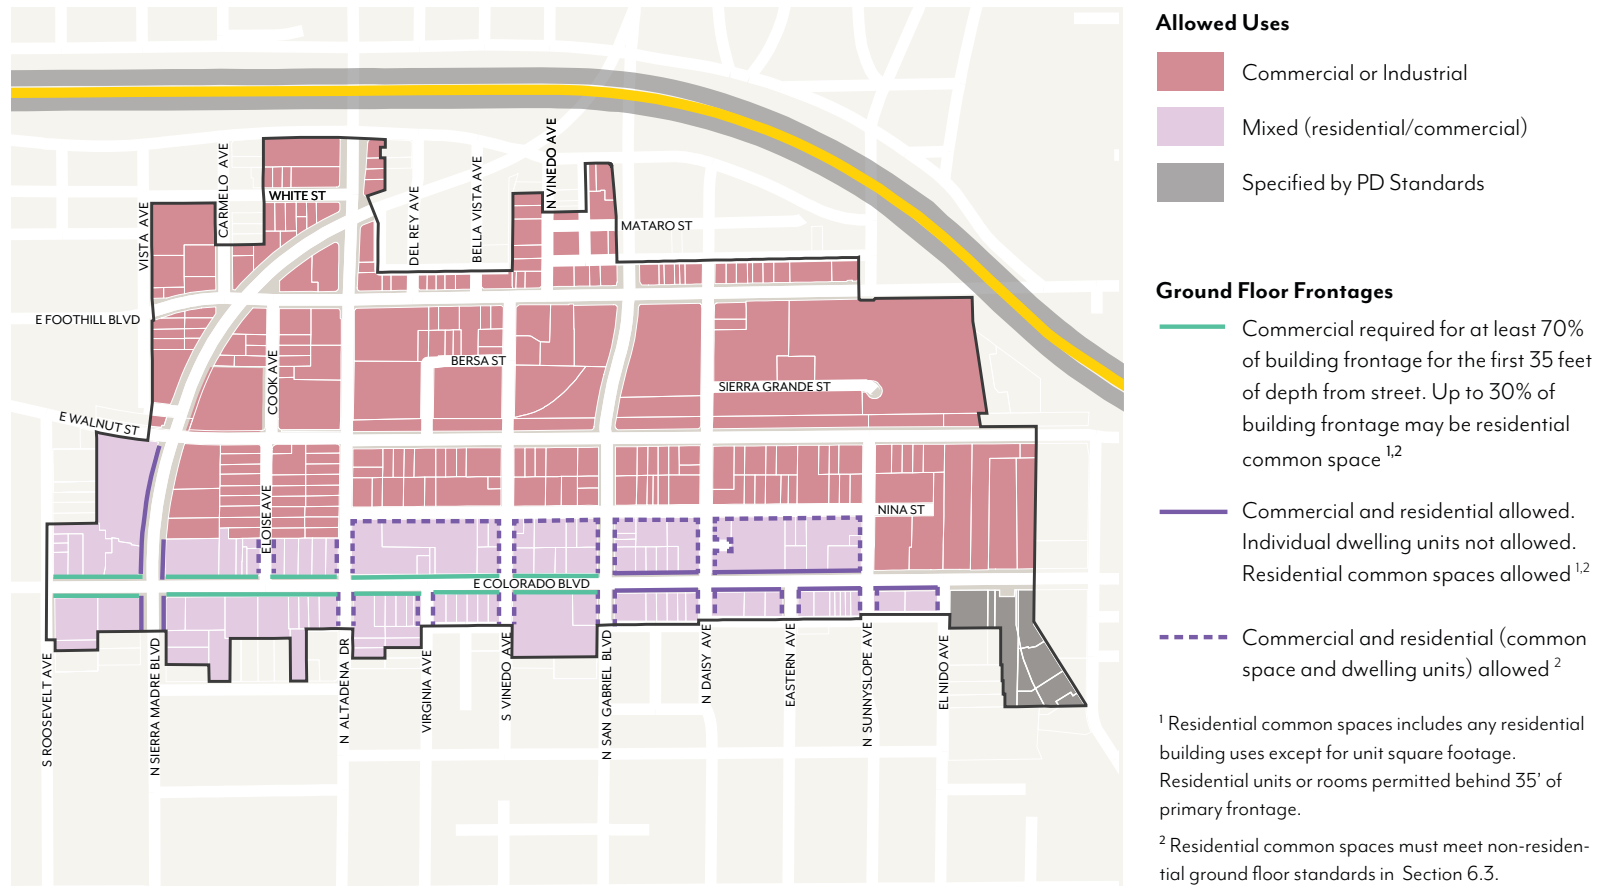 CARMELO AVE
N VINEDO AVE
BELLA VISTA AVE
DEL REY AVE
WHITE ST
VISTA AVE
MATARO ST
E FOOTHILL BLVD
COOK AVE
BERSA ST
SIERRA GRANDE ST
E WALNUT ST
ELOISE AVE
NINA ST
E COLORADO BLVD
S ROOSEVELT AVE
N SIERRA MADRE BLVD
N ALTADENA DR
VIRGINIA AVE
S VINEDO AVE
N SAN GABRIEL BLVD
N DAISY AVE
EASTERN AVE
N SUNNYSLOPE AVE
EL NIDO AVE
Allowed Uses
Commercial or Industrial
Mixed (residential/commercial)
Specified by PD Standards
Ground Floor Frontages
Commercial required for at least 70%
of building frontage for the first 35 feet
of depth from street. Up to 30% of
building frontage may be residential
common space 1,2
Commercial and residential allowed.
Individual dwelling units not allowed.
Residential common spaces allowed 1,2
Commercial and residential (common
space and dwelling units) allowed 2
1 Residential common spaces includes any residential
building uses except for unit square footage.
Residential units or rooms permitted behind 35’ of
primary frontage.
2 Residential common spaces must meet non-residen-
tial ground floor standards in Section 6.3.